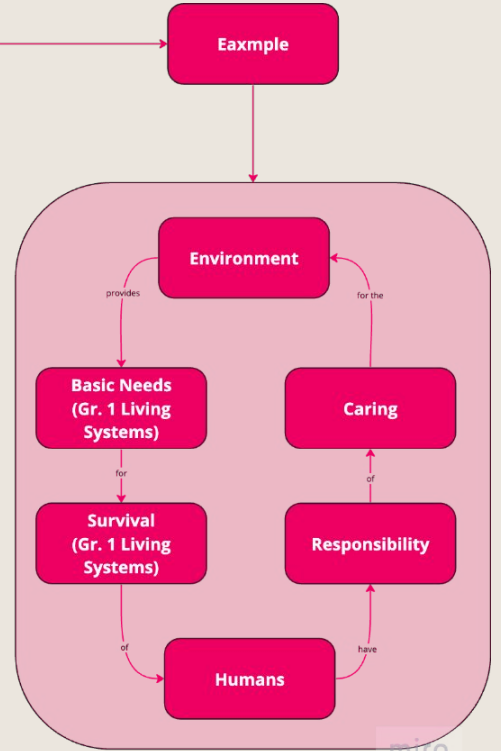 Eaxmple
Environment
provides
for the
Basic Needs
(Gr. 1 Living
Systems)
Caring
for
of
Survival
(Gr. 1 Living
Systems)
Responsibility
of
have
Humans
miro